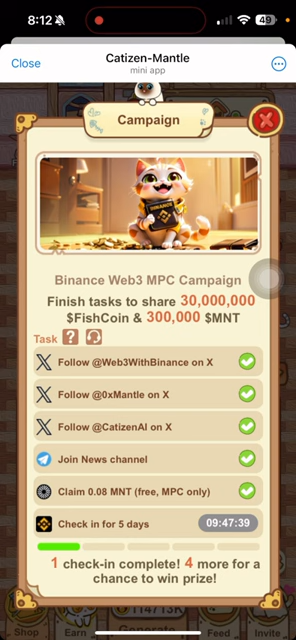 8:12
49
Close
Catizen-Mantle
mini app
Campaign
BINANCE
Binance Web3 MPC Campaign
Finish tasks to share 30,000,000
$FishCoin & 300,000 $MNT
Task ?
Follow @Web3WithBinance on X
Follow @0xMantle on X
Follow @CatizenAI on X
Join News channel
Claim 0.08 MNT (free, MPC only)
Check in for 5 days 09:47:39
1 check-in complete! 4 more for a
chance to win prize!
Shop
Earn
Generate
Feed
Invite